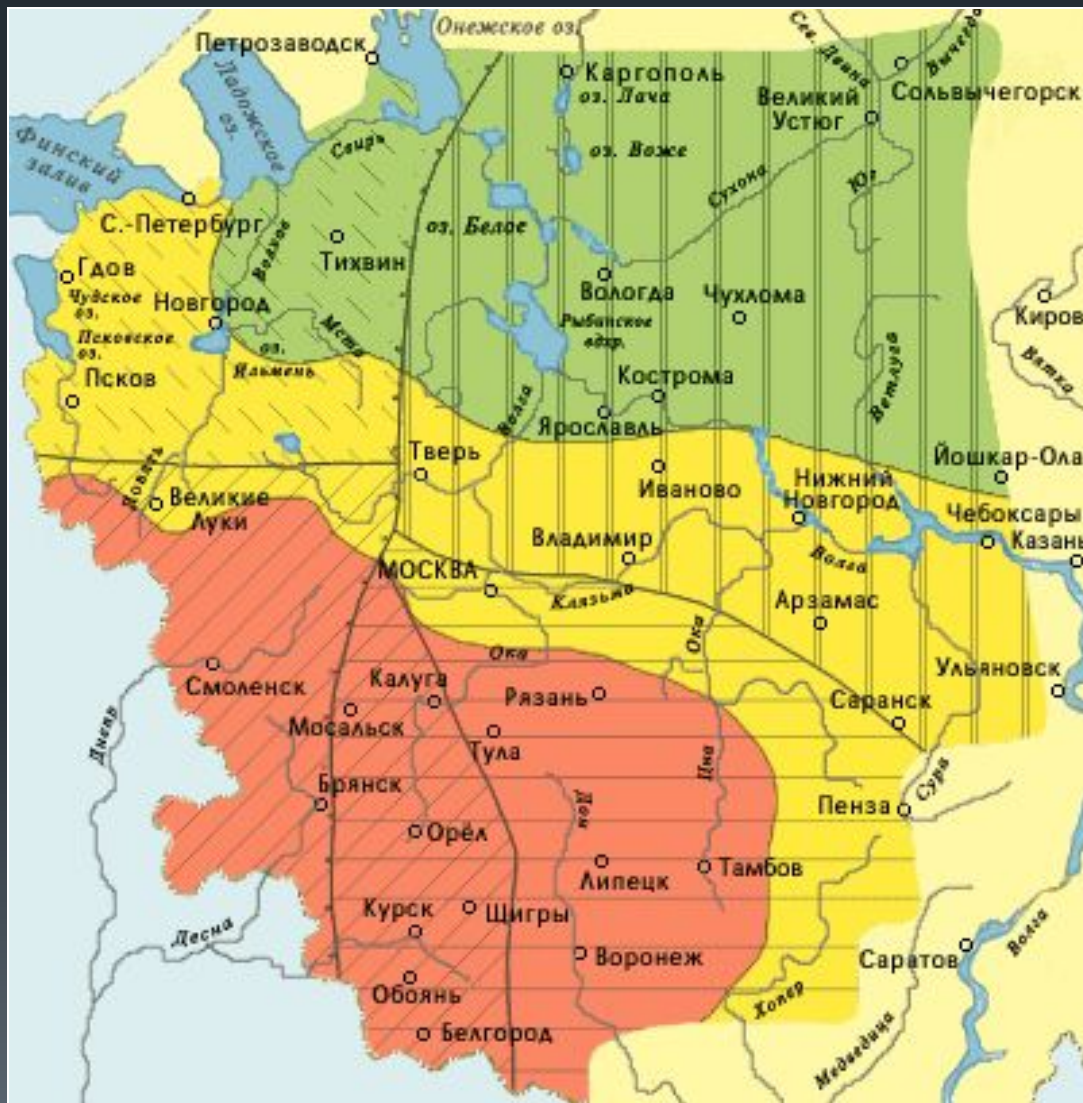 Онежское оз.
Петрозаводск
Сев. Двина
Вычегда
Каргополь
оз. Лача
Сольвычегорск
Ладожское
оз.
Великий
Устюг
Финский
залив
Свирь
оз. Воже
Юг
Сухона
С.-Петербург
оз. Белое
Волхов
Тихвин
Гдов
Чудское
оз.
Новгород
Вологда
Чухлома
Киров
Псковское
оз.
Мста
оз.
Яльмень
Рыбинское
вдхр.
Вятка
Псков
Кострома
Ветлуга
Волга
Ярославль
Тверь
Йошкар-Ола
Ловать
Великие
Луки
Иваново
Нижний
Новгород
Чебоксары
Казань
Владимир
Волга
МОСКВА
Клязьма
Арзамас
Ока
Ока
Ульяновск
Смоленск
Калуга
Рязань
Саранск
Мосальск
Тула
Днепр
Цна
Брянск
Дон
Сура
Пенза
Орёл
Липецк
Тамбов
Курск
Щигры
Десна
Воронеж
Саратов
Волга
Обоянь
Хопер
Белгород
Медведица